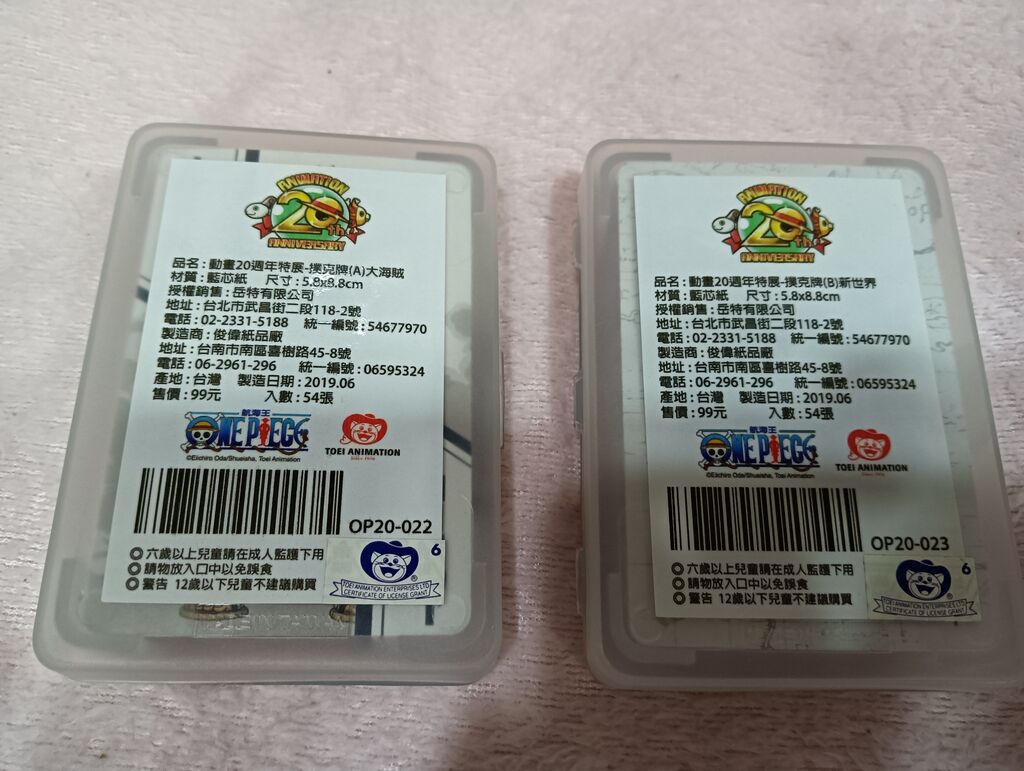 ANIMATION
20th
ANNIVERSARY
品名:動畫20週年特展-撲克牌(A)大海賊
材質:藍芯紙 尺寸:5.8x8.8cm
授權銷售:岳特有限公司
地址:台北市武昌街二段118-2號
電話:02-2331-5188 統一編號:54677970
製造商:俊偉紙品廠
地址:台南市南區喜樹路45-8號
電話:06-2961-296 統一編號:06595324
產地:台灣 製造日期:2019.06
售價:99元 入數:54張
航海王
ONE PIECE
©Eiichiro Oda/Shueisha, Toei Animation
TOEI ANIMATION
Since 1956
OP20-022
◎六歲以上兒童請在成人監護下用
◎請物放入口中以免誤食
◎警告 12歲以下兒童不建議購買
6
®
TOEI ANIMATION ENTERPRISES LTD
CERTIFICATE OF LICENSE GRANT
ANIMATION
20th
ANNIVERSARY
品名:動畫20週年特展-撲克牌(B)新世界
材質:藍芯紙 尺寸:5.8x8.8cm
授權銷售:岳特有限公司
地址:台北市武昌街二段118-2號
電話:02-2331-5188 統一編號:54677970
製造商:俊偉紙品廠
地址:台南市南區喜樹路45-8號
電話:06-2961-296 統一編號:06595324
產地:台灣 製造日期:2019.06
售價:99元 入數:54張
航海王
ONE PIECE
©Eiichiro Oda/Shueisha, Toei Animation
TOEI ANIMATION
OP20-023
◎六歲以上兒童請在成人監護下用
◎請物放入口中以免誤食
◎警告 12歲以下兒童不建議購買
6
®
TOEI ANIMATION ENTERPRISES LTD
CERTIFICATE OF LICENSE GRANT